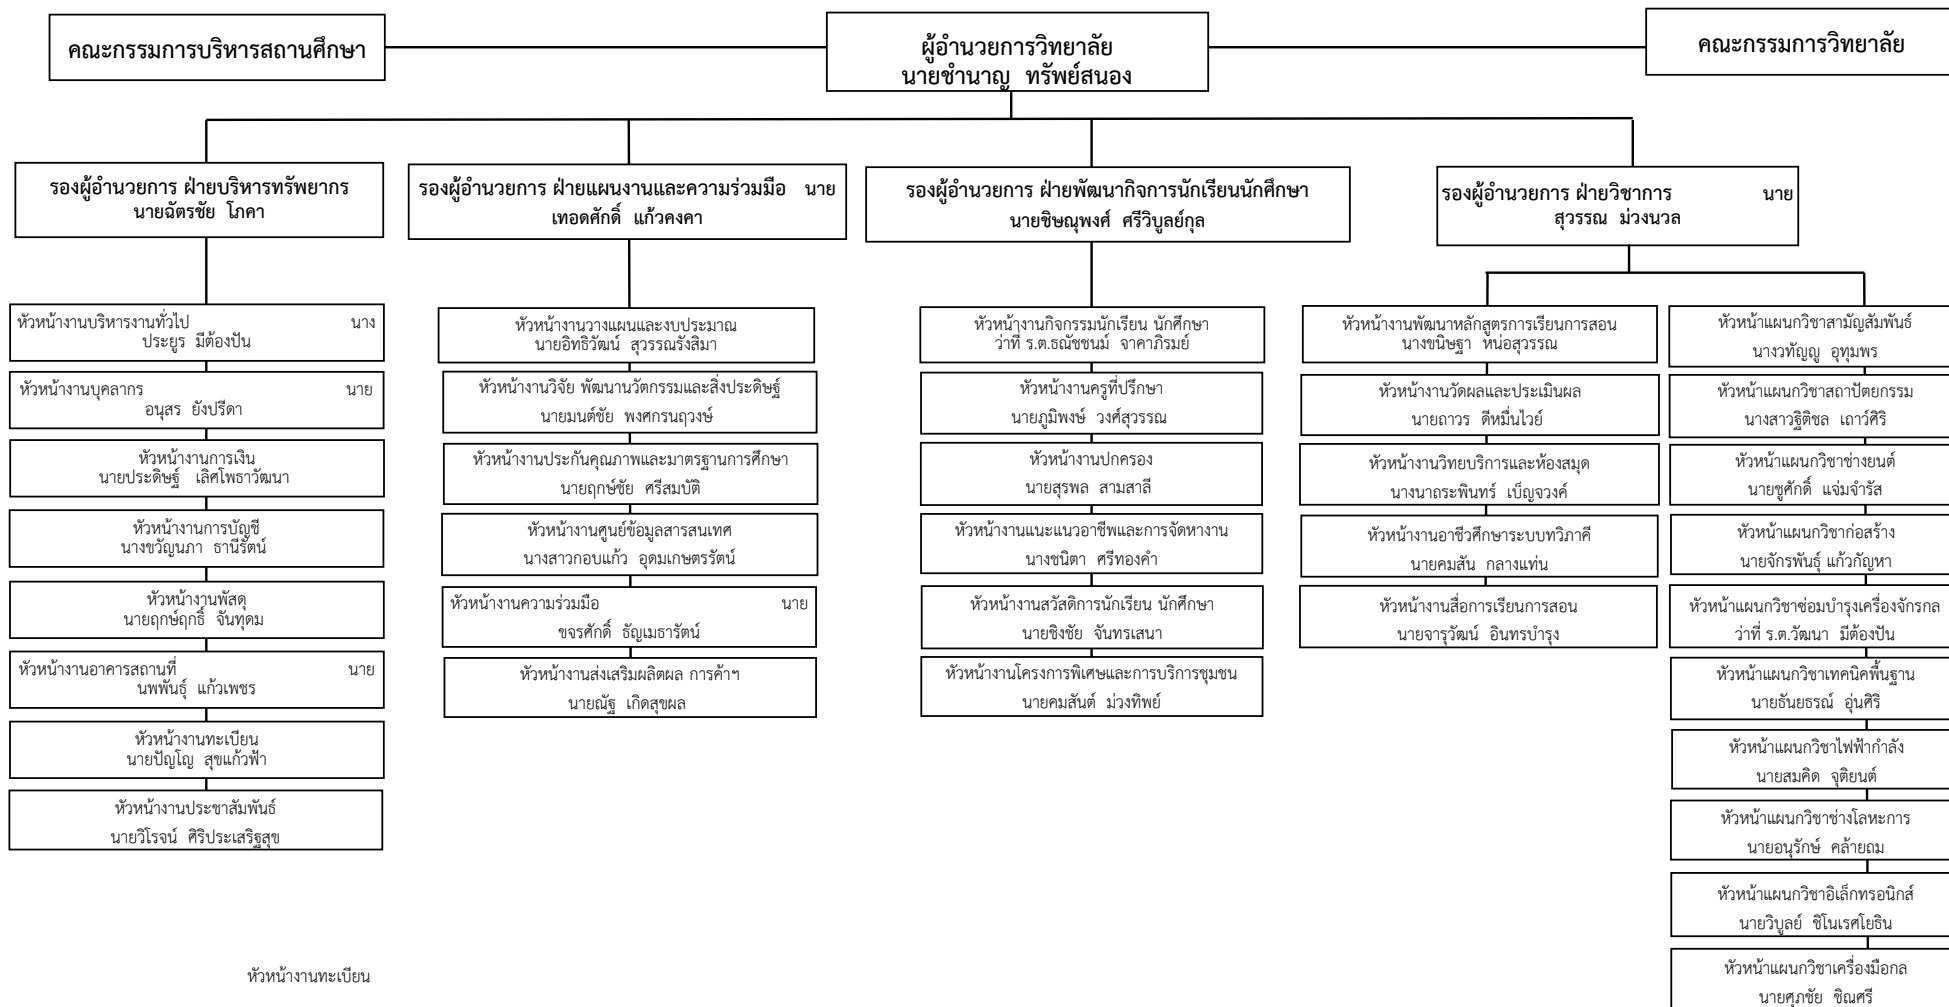 คณะกรรมการบริหารสถานศึกษา
ผู้อำนวยการวิทยาลัย
นายชำนาญ ทรัพย์สนอง
คณะกรรมการวิทยาลัย
รองผู้อำนวยการ ฝ่ายบริหารทรัพยากร
นายฉัตรชัย โภคา
รองผู้อำนวยการ ฝ่ายแผนงานและความร่วมมือ นาย
เทอดศักดิ์ แก้วคงคา
รองผู้อำนวยการ ฝ่ายพัฒนากิจการนักเรียนนักศึกษา
นายชิษณุพงศ์ ศรีวิบูลย์กุล
รองผู้อำนวยการ ฝ่ายวิชาการ นาย
สุวรรณ ม่วงนวล
หัวหน้างานบริหารงานทั่วไป นาง
ประยูร มีต้องปัน
หัวหน้างานบุคลากร นาย
อนุสร ยังปรีดา
หัวหน้างานการเงิน
นายประดิษฐ์ เลิศโพธาวัฒนา
หัวหน้างานการบัญชี
นางขวัญนภา ธานีรัตน์
หัวหน้างานพัสดุ
นายฤกษ์ฤกธิ์ จันทุดม
หัวหน้างานอาคารสถานที่ นาย
นพพันธุ์ แก้วเพชร
หัวหน้างานทะเบียน
นายปัญโญ สุขแก้วฟ้า
หัวหน้างานประชาสัมพันธ์
นายวิโรจน์ ศิริประเสริฐสุข
หัวหน้างานทะเบียน
หัวหน้างานวางแผนและงบประมาณ
นายอิทธิวัฒน์ สุวรรณรังสิมา
หัวหน้างานวิจัย พัฒนานวัตกรรมและสิ่งประดิษฐ์
นายมนต์ชัย พงศกรนฤวงษ์
หัวหน้างานประกันคุณภาพและมาตรฐานการศึกษา
นายฤกษ์ชัย ศรีสมบัติ
หัวหน้างานศูนย์ข้อมูลสารสนเทศ
นางสาวกอบแก้ว อุดมเกษตรรัตน์
หัวหน้างานความร่วมมือ นาย
ขจรศักดิ์ ธัญเมธารัตน์
หัวหน้างานส่งเสริมผลิตผล การค้าฯ
นายณัฐ เกิดสุขผล
หัวหน้างานกิจกรรมนักเรียน นักศึกษา
ว่าที่ ร.ต.ธณัชชนม์ จาคาภิรมย์
หัวหน้างานครูที่ปรึกษา
นายภูมิพงษ์ วงศ์สุวรรณ
หัวหน้างานปกครอง
นายสุรพล สามสาลี
หัวหน้างานแนะแนวอาชีพและการจัดหางาน
นางชนิตา ศรีทองคำ
หัวหน้างานสวัสดิการนักเรียน นักศึกษา
นายชิงชัย จันทรเสนา
หัวหน้างานโครงการพิเศษและการบริการชุมชน
นายคมสันต์ ม่วงทิพย์
หัวหน้างานพัฒนาหลักสูตรการเรียนการสอน
นางขนิษฐา หน่อสุวรรณ
หัวหน้างานวัดผลและประเมินผล
นายถาวร ดีหมื่นไวย์
หัวหน้างานวิทยบริการและห้องสมุด
นางนาถระพินทร์ เบ็ญจวงค์
หัวหน้างานอาชีวศึกษาระบบทวิภาคี
นายคมสัน กลางแท่น
หัวหน้างานสื่อการเรียนการสอน
นายจารุวัฒน์ อินทรบำรุง
หัวหน้าแผนกวิชาสามัญสัมพันธ์
นางวทัญญู อุทุมพร
หัวหน้าแผนกวิชาสถาปัตยกรรม
นางสาวฐิติชล เถาว์ศิริ
หัวหน้าแผนกวิชาช่างยนต์
นายชูศักดิ์ แจ่มจำรัส
หัวหน้าแผนกวิชาก่อสร้าง
นายจักรพันธุ์ แก้วกัญหา
หัวหน้าแผนกวิชาซ่อมบำรุงเครื่องจักรกล
ว่าที่ ร.ต.วัฒนา มีต้องปัน
หัวหน้าแผนกวิชาเทคนิคพื้นฐาน
นายธันยธรณ์ อุ่นศิริ
หัวหน้าแผนกวิชาไฟฟ้ากำลัง
นายสมคิด จุติยนต์
หัวหน้าแผนกวิชาช่างโลหะการ
นายอนุรักษ์ คล้ายถม
หัวหน้าแผนกวิชาอิเล็กทรอนิกส์
นายวิบูลย์ ชิโนเรศโยธิน
หัวหน้าแผนกวิชาเครื่องมือกล
นายศุภชัย ชิณศรี